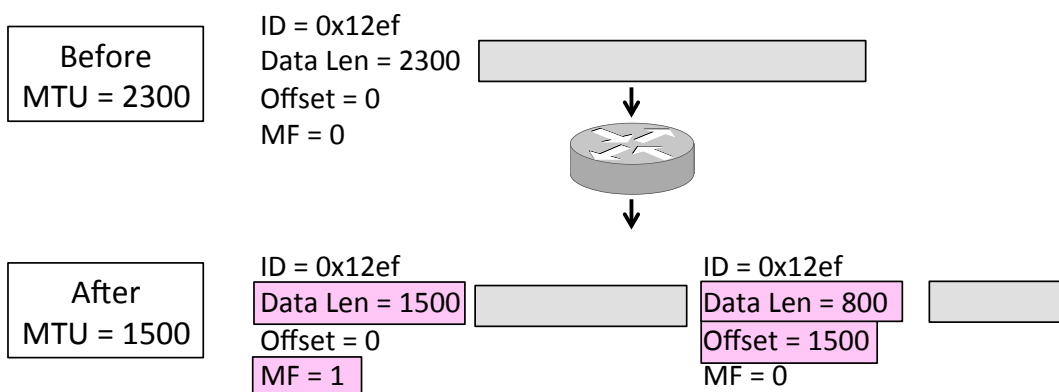 Before
MTU = 2300
ID = 0x12ef
Data Len = 2300
Offset = 0
MF = 0
After
MTU = 1500
ID = 0x12ef
Data Len = 1500
Offset = 0
MF = 1
ID = 0x12ef
Data Len = 800
Offset = 1500
MF = 0